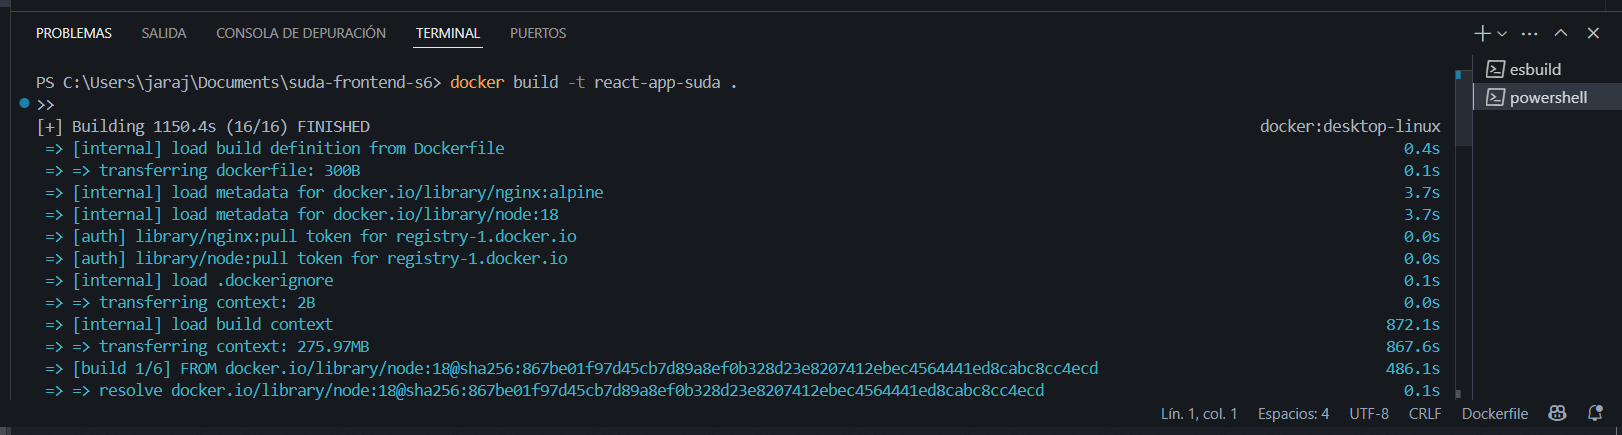 PROBLEMAS SALIDA CONSOLA DE DEPURACIÓN TERMINAL PUERTOS
esbuild
powershell
PS C:\Users\jaraj\Documents\suda-frontend-s6> docker build -t react-app-suda .
>>
[+] Building 1150.4s (16/16) FINISHED docker:desktop-linux
=> [internal] load build definition from Dockerfile 0.4s
=> => transferring dockerfile: 300B 0.1s
=> [internal] load metadata for docker.io/library/nginx:alpine 3.7s
=> [internal] load metadata for docker.io/library/node:18 3.7s
=> [auth] library/nginx:pull token for registry-1.docker.io 0.0s
=> [auth] library/node:pull token for registry-1.docker.io 0.0s
=> [internal] load .dockerignore 0.1s
=> => transferring context: 2B 0.0s
=> [internal] load build context 872.1s
=> => transferring context: 275.97MB 867.6s
=> [build 1/6] FROM docker.io/library/node:18@sha256:867be01f97d45cb7d89a8ef0b328d23e8207412ebec4564441ed8cabc8cc4ecd 486.1s
=> => resolve docker.io/library/node:18@sha256:867be01f97d45cb7d89a8ef0b328d23e8207412ebec4564441ed8cabc8cc4ecd 0.1s
Lín. 1, col. 1 Espacios: 4 UTF-8 CRLF Dockerfile